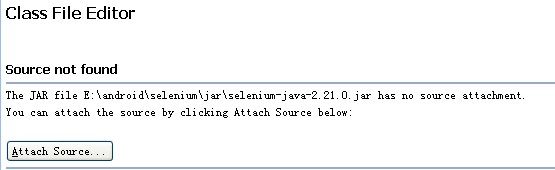 Class File Editor
Source not found
The JAR file E:\android\selenium\jar\selenium-java-2.21.0.jar has no source attachment.
You can attach the source by clicking Attach Source below:
Attach Source...